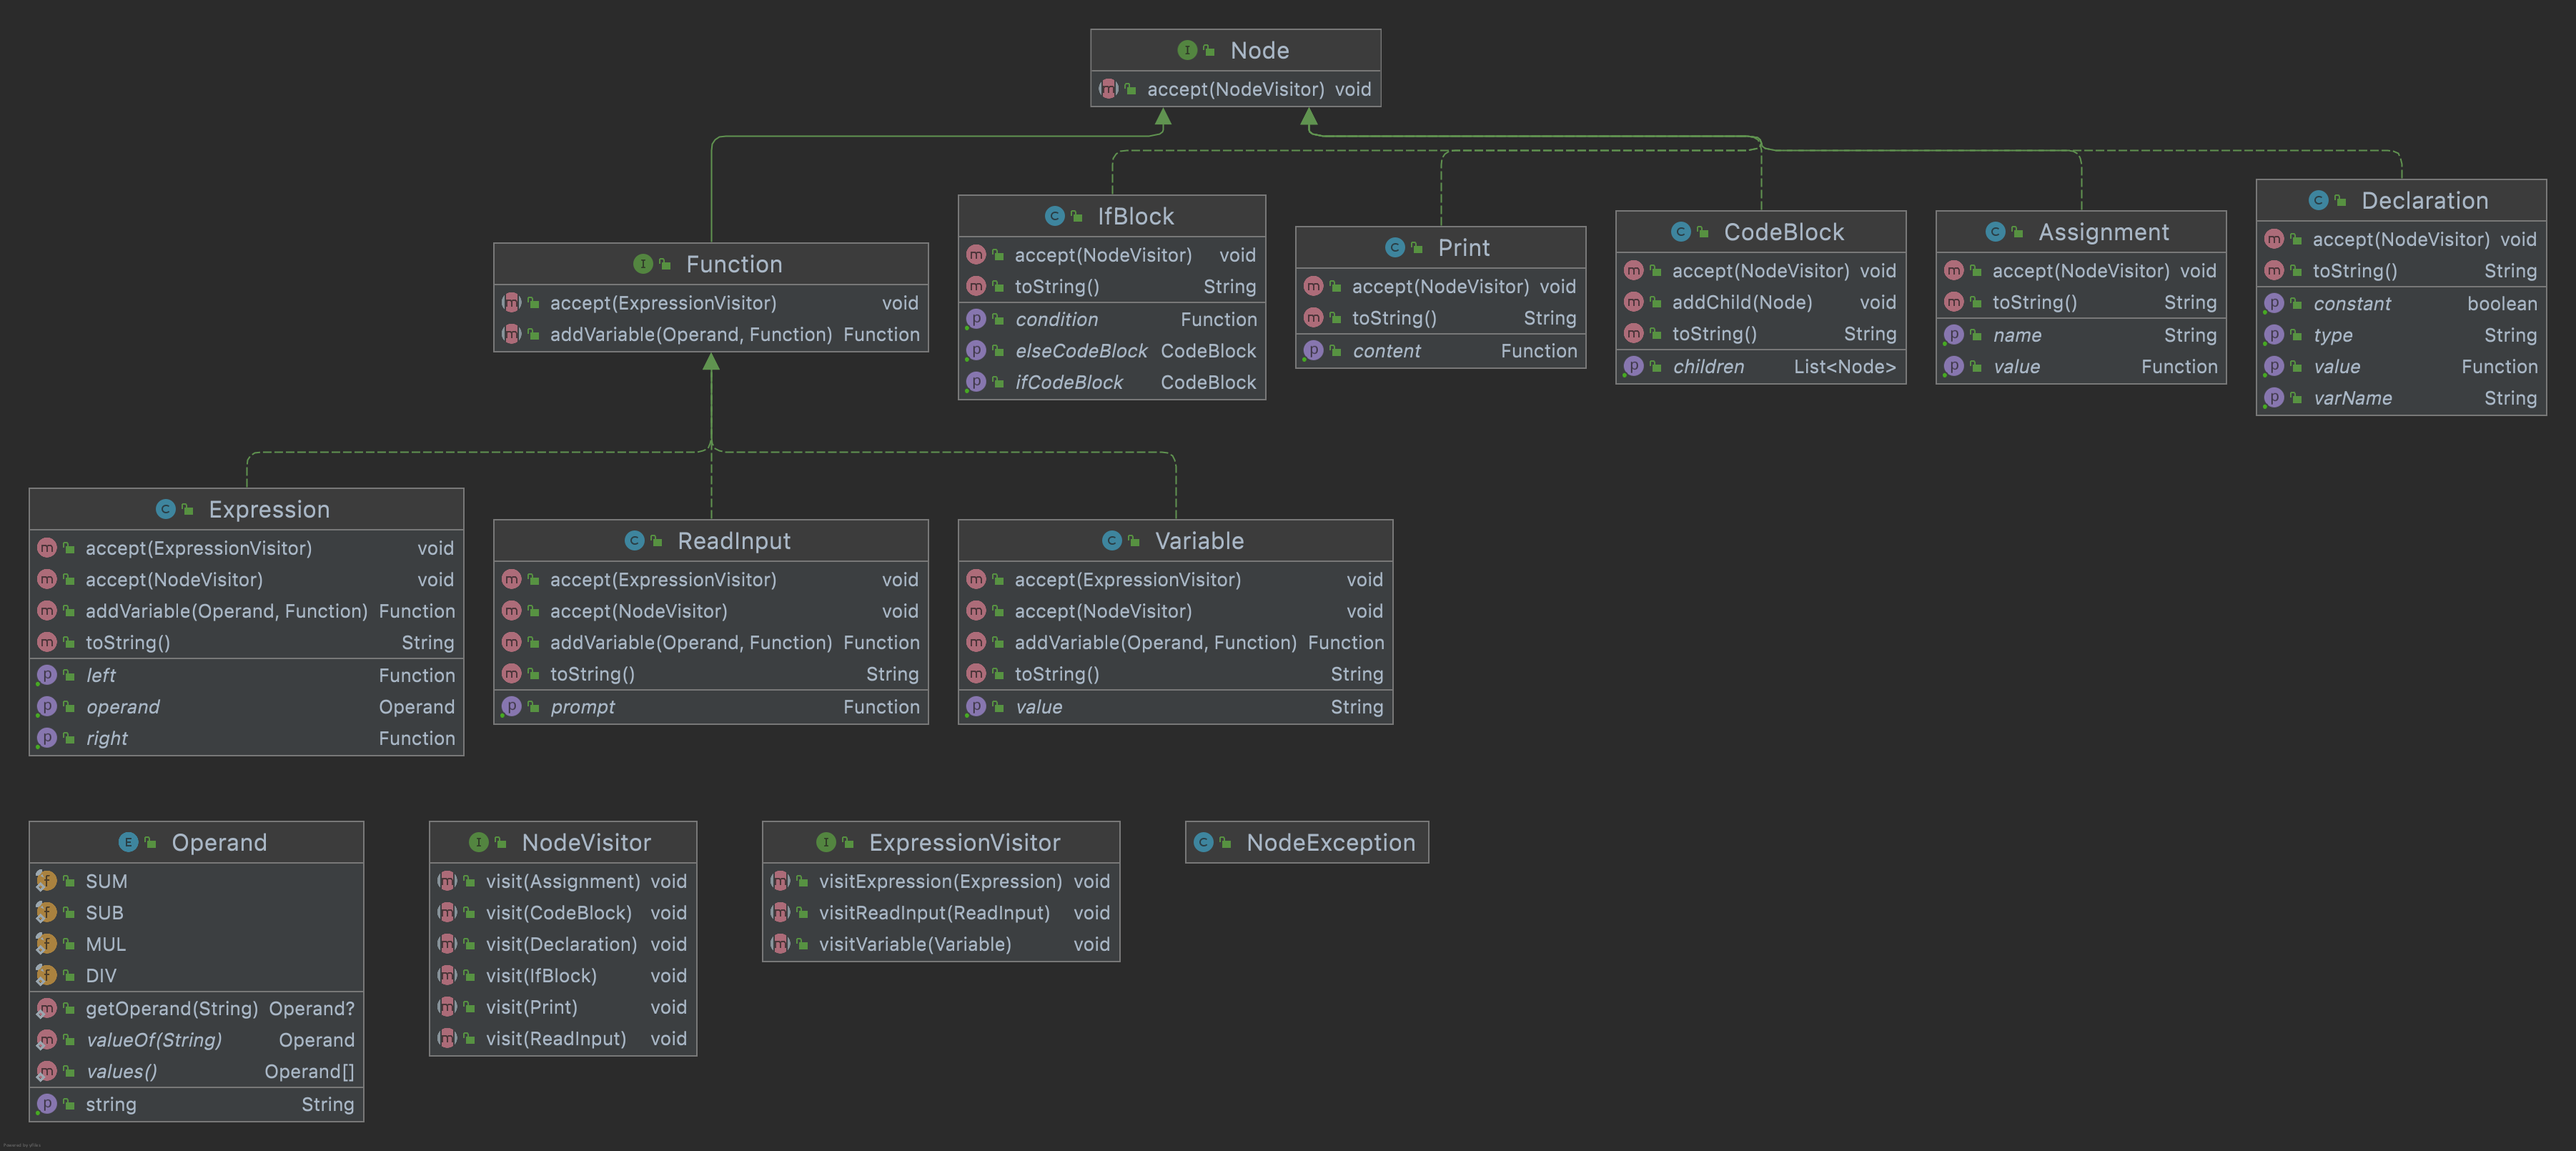 Node
accept(NodeVisitor) void
Function
accept(ExpressionVisitor) void
addVariable(Operand, Function) Function
IfBlock
accept(NodeVisitor) void
toString() String
condition Function
elseCodeBlock CodeBlock
ifCodeBlock CodeBlock
Print
accept(NodeVisitor) void
toString() String
content Function
CodeBlock
accept(NodeVisitor) void
addChild(Node) void
toString() String
children List<Node>
Assignment
accept(NodeVisitor) void
toString() String
name String
value Function
Declaration
accept(NodeVisitor) void
toString() String
constant boolean
type String
value Function
varName String
Expression
accept(ExpressionVisitor) void
accept(NodeVisitor) void
addVariable(Operand, Function) Function
toString() String
left Function
operand Operand
right Function
ReadInput
accept(ExpressionVisitor) void
accept(NodeVisitor) void
addVariable(Operand, Function) Function
toString() String
prompt Function
Variable
accept(ExpressionVisitor) void
accept(NodeVisitor) void
addVariable(Operand, Function) Function
toString() String
value String
Operand
SUM
SUB
MUL
DIV
getOperand(String) Operand?
valueOf(String) Operand
values() Operand[]
string String
NodeVisitor
visit(Assignment) void
visit(CodeBlock) void
visit(Declaration) void
visit(IfBlock) void
visit(Print) void
visit(ReadInput) void
ExpressionVisitor
visitExpression(Expression) void
visitReadInput(ReadInput) void
visitVariable(Variable) void
NodeException
Powered by yFiles